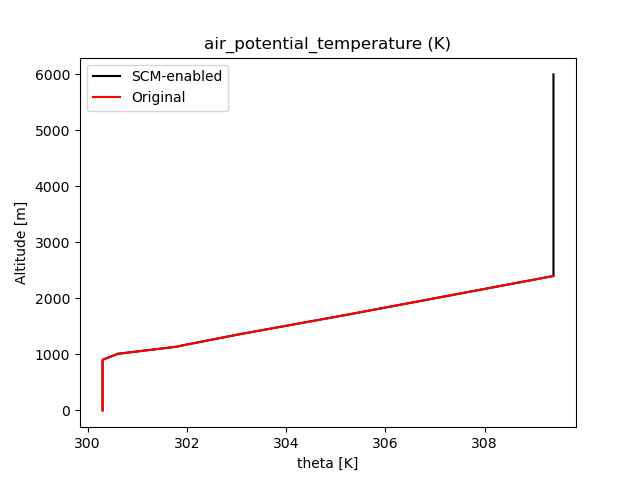 air_potential_temperature (K)
SCM-enabled
Original
6000
5000
4000
3000
2000
1000
0
Altitude [m]
300
302
304
306
308
theta [K]